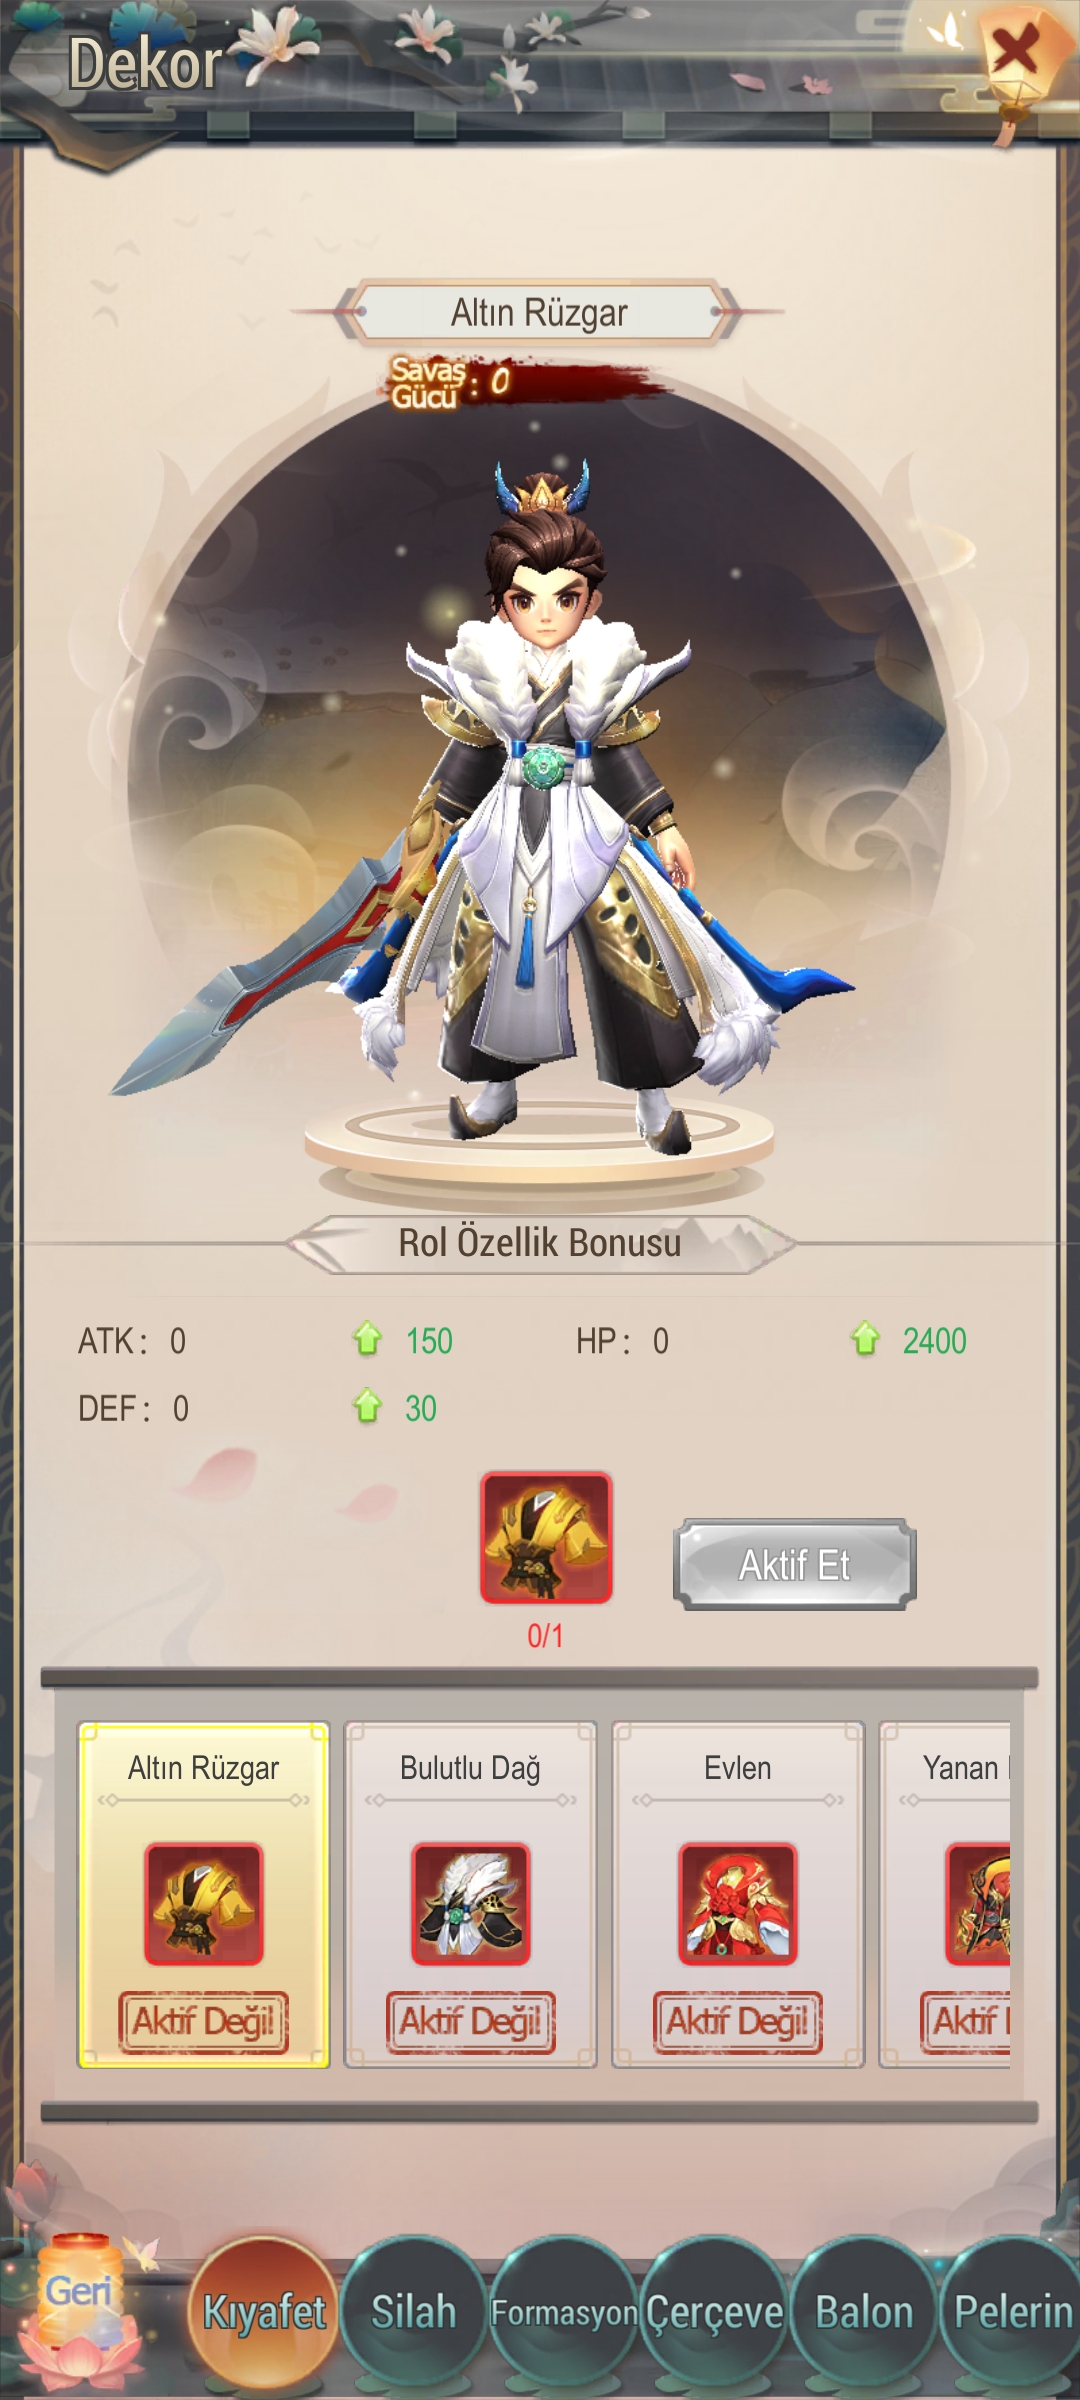 Dekor
Altın Rüzgar
Savaş Gücü : 0
Rol Özellik Bonusu
ATK : 0 150 HP : 0 2400
DEF : 0 30
Aktif Et
0/1
Altın Rüzgar Bulutlu Dağ Evlen Yanan
Aktif Değil Aktif Değil Aktif Değil Aktif
Geri Kıyafet Silah Formasyon Çerçeve Balon Pelerin